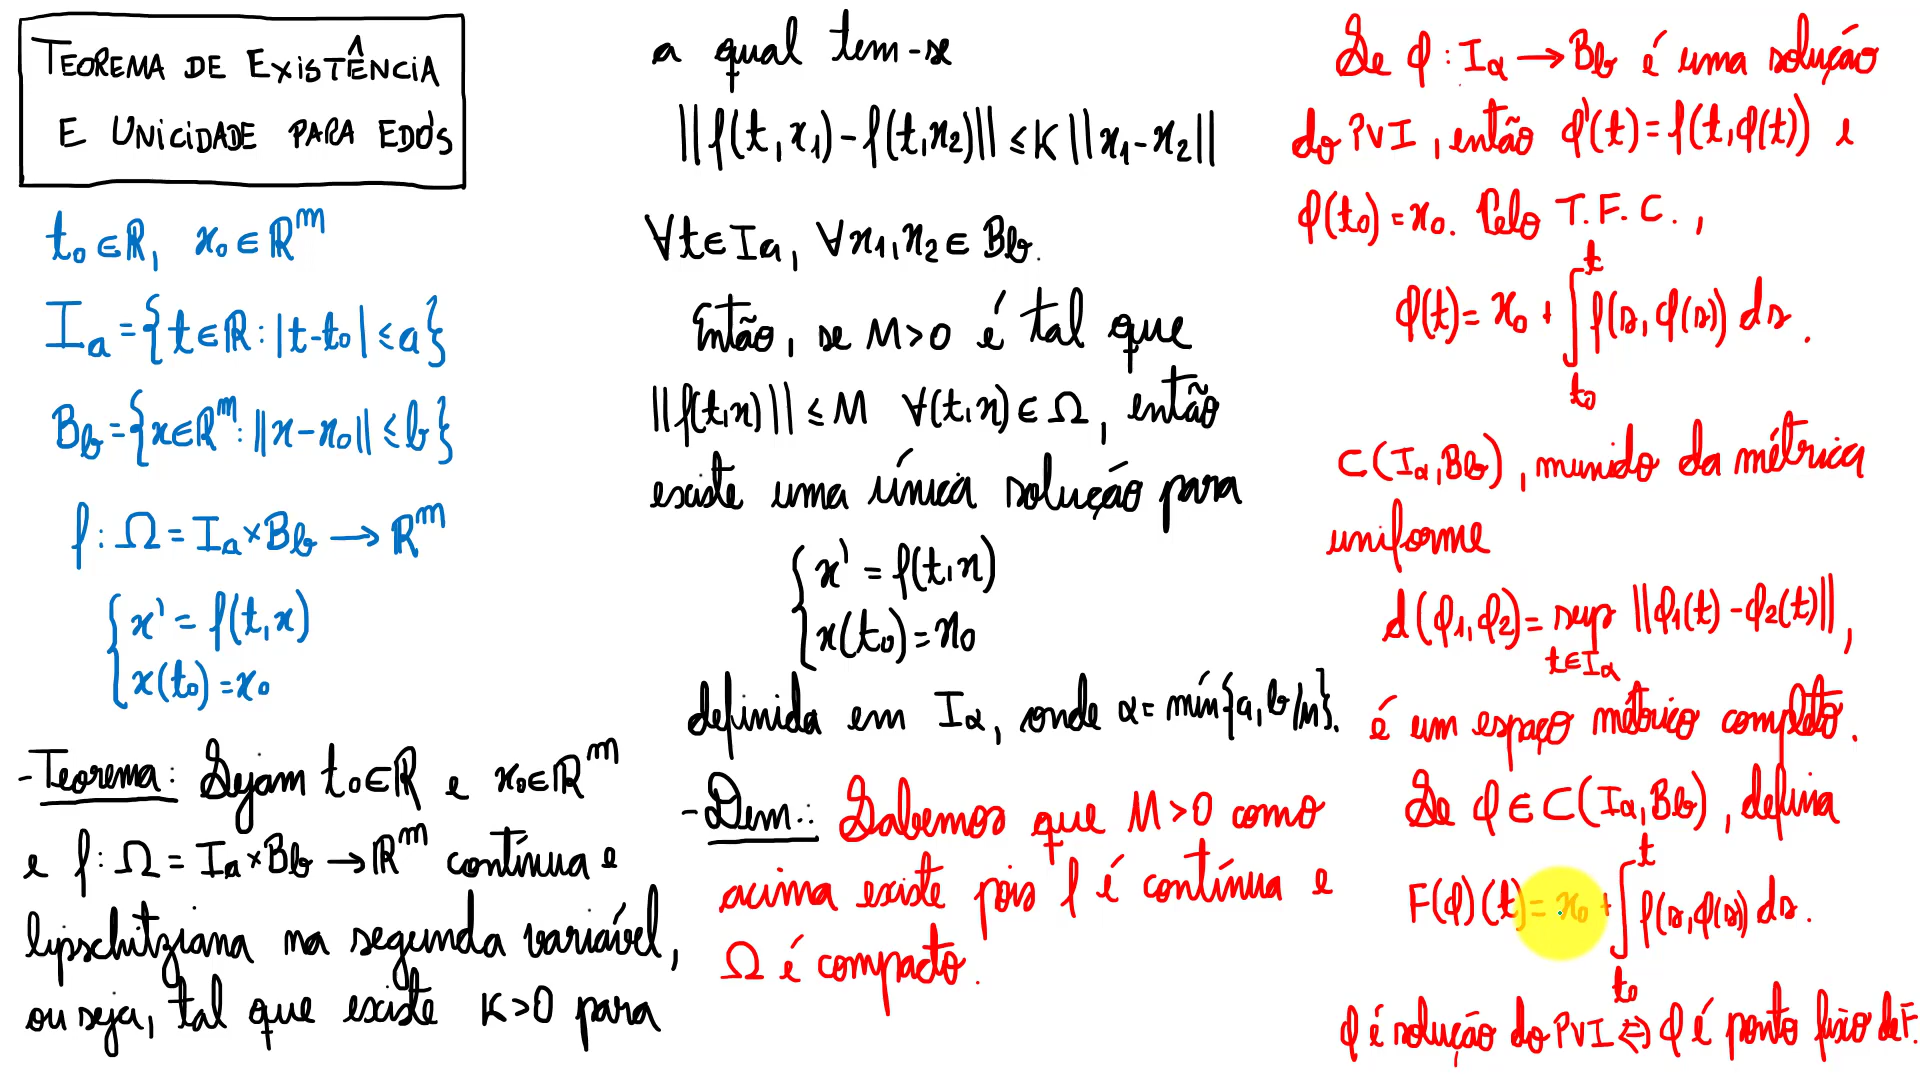 TEOREMA DE EXISTÊNCIA
E UNICIDADE PARA EDO'S
t₀ ∈ ℝ, x₀ ∈ ℝᵐ
Iₐ = {t ∈ ℝ : |t - t₀| ≤ a}
B_b = {x ∈ ℝᵐ : ||x - x₀|| ≤ b}
f : Ω = Iₐ × B_b → ℝᵐ
{ x' = f(t, x)
x(t₀) = x₀
- Teorema: Sejam t₀ ∈ ℝ e x₀ ∈ ℝᵐ
e f : Ω = Iₐ × B_b → ℝᵐ contínua e
lipschitziana na segunda variável,
ou seja, tal que existe K > 0 para
a qual tem-se
||f(t, x₁) - f(t, x₂)|| ≤ K ||x₁ - x₂||
∀t ∈ Iₐ, ∀x₁, x₂ ∈ B_b.
Então, se M > 0 é tal que
||f(t, x)|| ≤ M ∀(t, x) ∈ Ω, então
existe uma única solução para
{ x' = f(t, x)
x(t₀) = x₀
definida em I_α, onde α = mín{a, b/M}.
- Dem.: Sabemos que M > 0 como
acima existe pois f é contínua e
Ω é compacto.
Se φ : I_α → B_b é uma solução
do PVI, então φ'(t) = f(t, φ(t)) e
φ(t₀) = x₀. Pelo T.F.C.,
φ(t) = x₀ + ∫_{t₀}^{t} f(s, φ(s)) ds.
C(I_α, B_b), munido da métrica
uniforme
d(φ₁, φ₂) = sup_{t ∈ I_α} ||φ₁(t) - φ₂(t)||,
é um espaço métrico completo.
Se φ ∈ C(I_α, B_b), defina
F(φ)(t) = x₀ + ∫_{t₀}^{t} f(s, φ(s)) ds.
φ é solução do PVI ⇔ φ é ponto fixo de F.